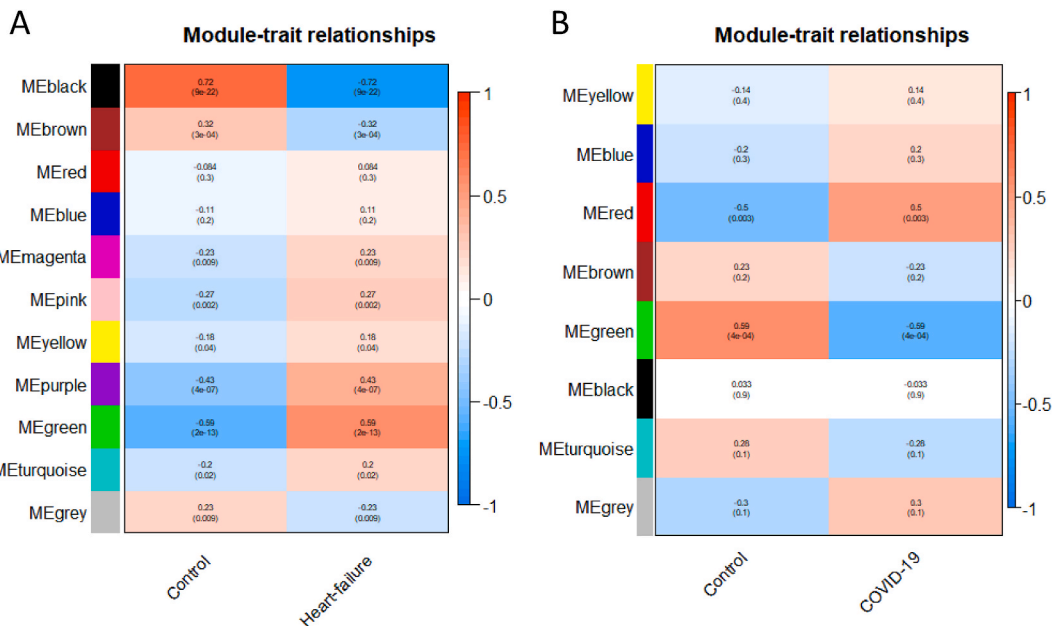 A
Module-trait relationships
MEblack
0.72
(9e-22)
-0.72
(9e-22)
MEbrown
0.32
(3e-04)
-0.32
(3e-04)
MEred
-0.084
(0.3)
0.084
(0.3)
MEblue
-0.11
(0.2)
0.11
(0.2)
MEmagenta
-0.23
(0.009)
0.23
(0.009)
MEpink
-0.27
(0.002)
0.27
(0.002)
MEyellow
-0.18
(0.04)
0.18
(0.04)
MEpurple
-0.43
(4e-07)
0.43
(4e-07)
MEgreen
-0.59
(2e-13)
0.59
(2e-13)
MEturquoise
-0.2
(0.02)
0.2
(0.02)
MEgrey
0.23
(0.009)
-0.23
(0.009)
Control
Heart-failure
1
0.5
0
-0.5
-1
B
Module-trait relationships
MEyellow
-0.14
(0.4)
0.14
(0.4)
MEblue
-0.2
(0.3)
0.2
(0.3)
MEred
-0.5
(0.003)
0.5
(0.003)
MEbrown
0.23
(0.2)
-0.23
(0.2)
MEgreen
0.59
(4e-04)
-0.59
(4e-04)
MEblack
0.033
(0.9)
-0.033
(0.9)
MEturquoise
0.28
(0.1)
-0.28
(0.1)
MEgrey
-0.3
(0.1)
0.3
(0.1)
Control
COVID-19
1
0.5
0
-0.5
-1